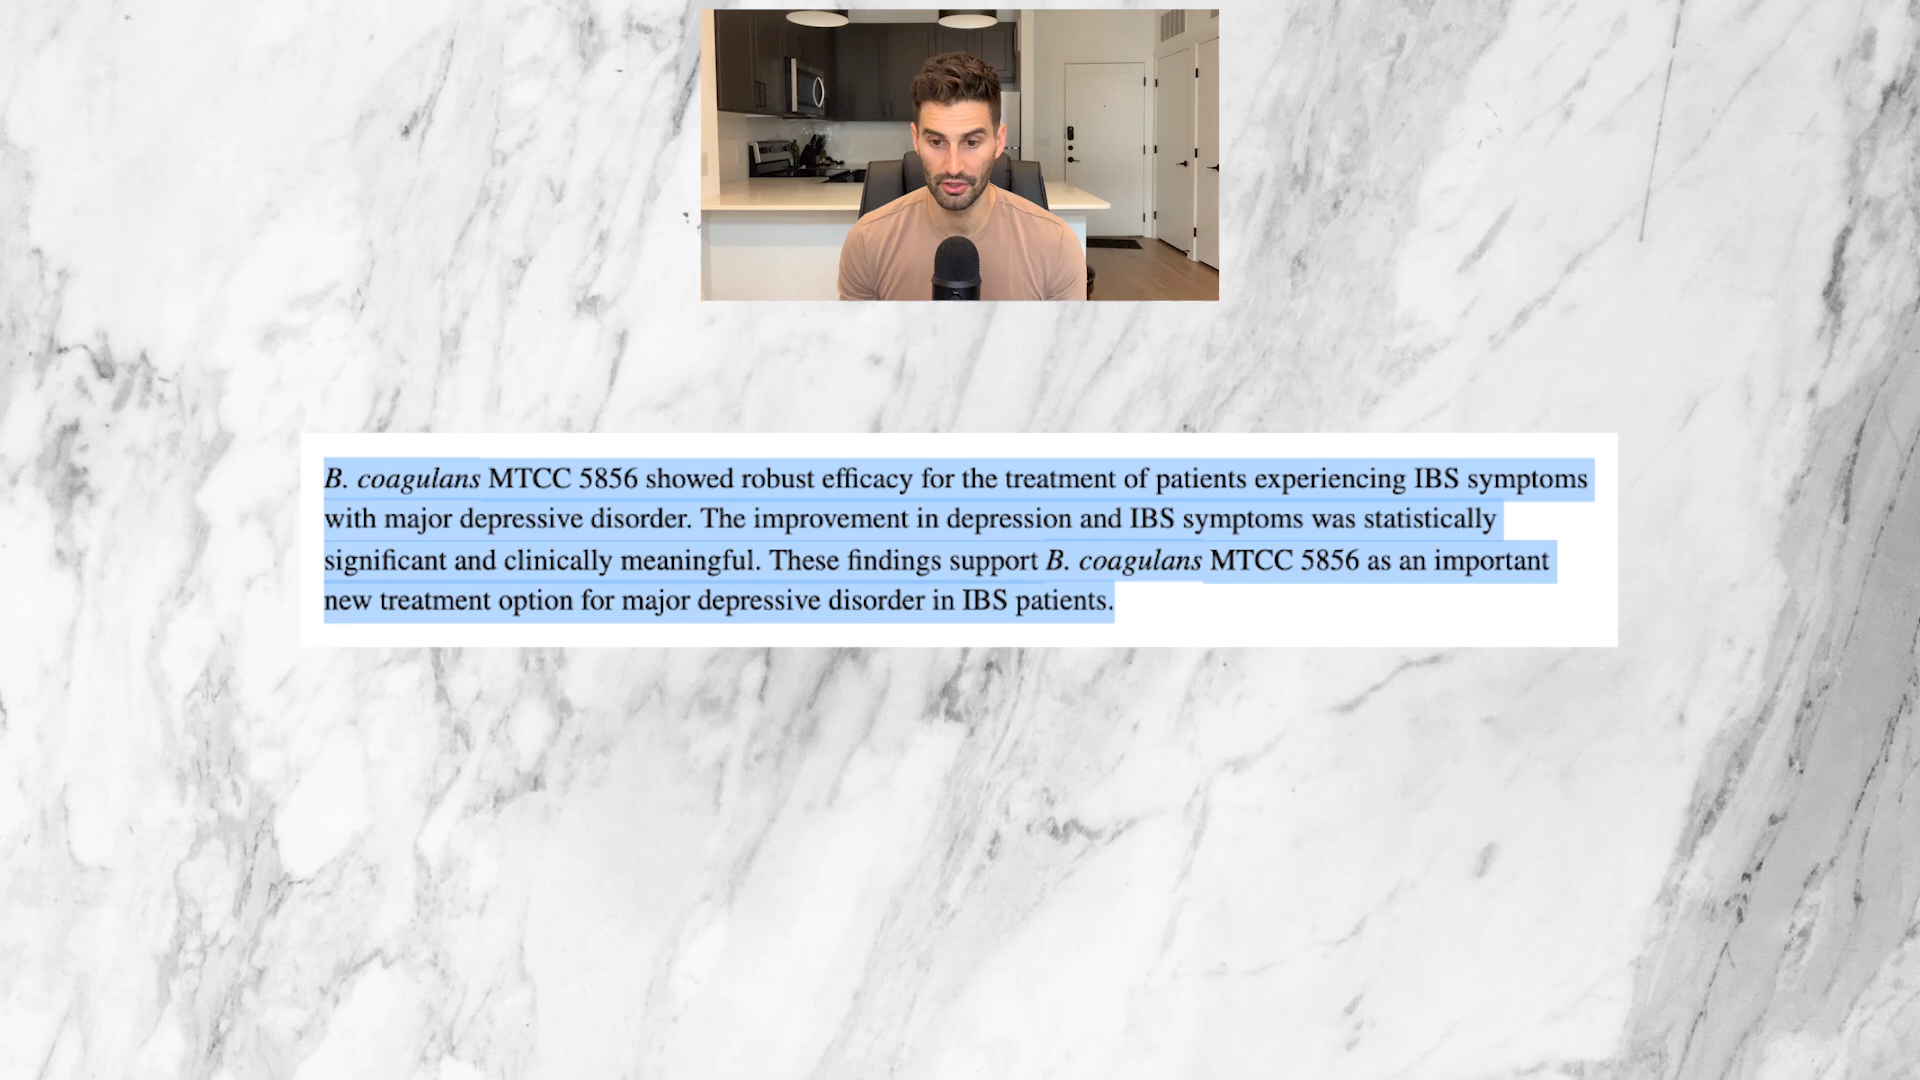 B. coagulans MTCC 5856 showed robust efficacy for the treatment of patients experiencing IBS symptoms
with major depressive disorder. The improvement in depression and IBS symptoms was statistically
significant and clinically meaningful. These findings support B. coagulans MTCC 5856 as an important
new treatment option for major depressive disorder in IBS patients.